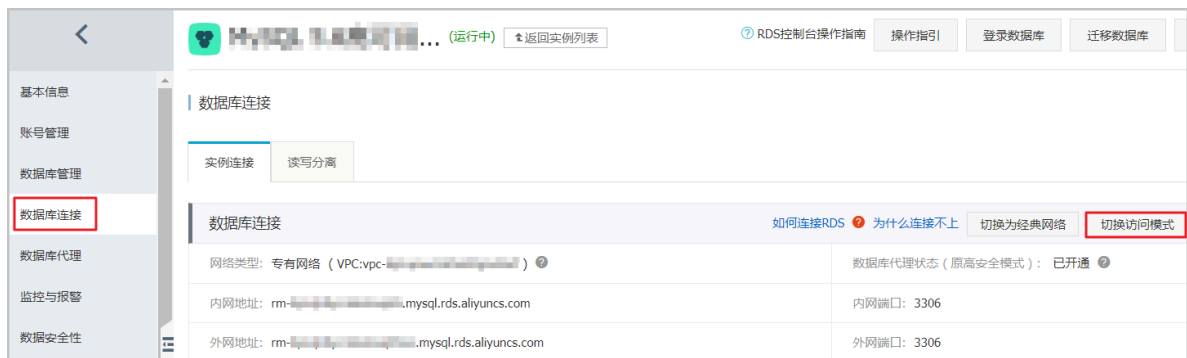 (运行中) 返回实例列表 RDS控制台操作指南 操作指引 登录数据库 迁移数据库
基本信息
账号管理
数据库管理
数据库连接
数据库代理
监控与报警
数据安全性
数据库连接
实例连接 读写分离
数据库连接 如何连接RDS 为什么连接不上 切换为经典网络 切换访问模式
网络类型: 专有网络 ( VPC:vpc- ) 数据库代理状态 ( 原高安全模式 ) : 已开通
内网地址: rm- .mysql.rds.aliyuncs.com 内网端口: 3306
外网地址: rm- .mysql.rds.aliyuncs.com 外网端口: 3306